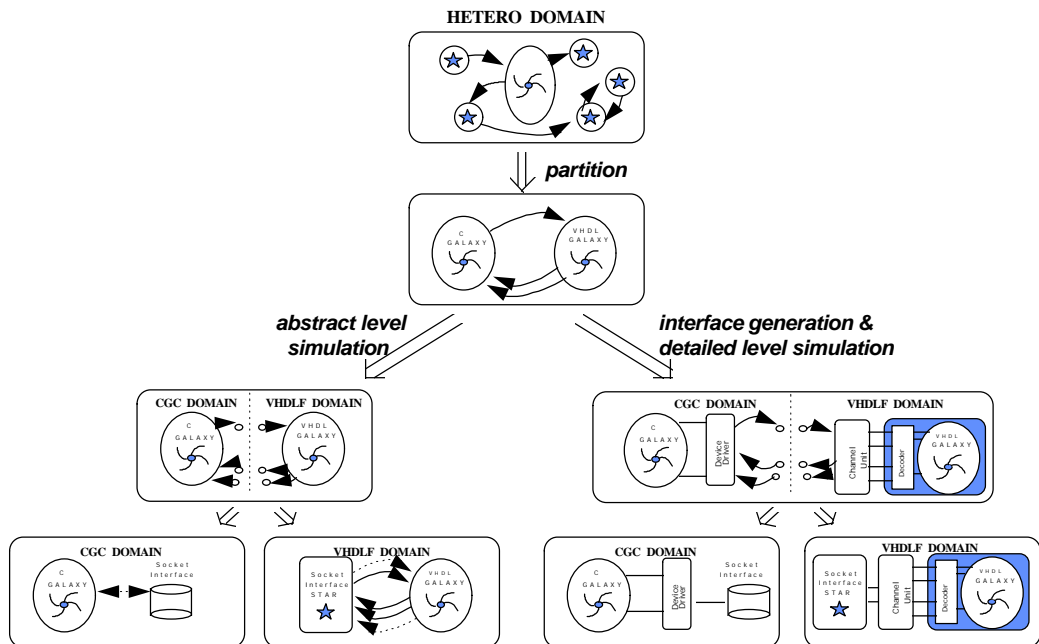 HETERO DOMAIN
partition
C
GALAXY
VHDL
GALAXY
abstract level
simulation
interface generation &
detailed level simulation
CGC DOMAIN
VHDLF DOMAIN
C
GALAXY
VHDL
GALAXY
CGC DOMAIN
VHDLF DOMAIN
C
GALAXY
Device
Driver
Channel
Unit
Decoder
VHDL
GALAXY
CGC DOMAIN
C
GALAXY
Socket
Interface
VHDLF DOMAIN
Socket
Interface
STAR
VHDL
GALAXY
CGC DOMAIN
C
GALAXY
Device
Driver
Socket
Interface
VHDLF DOMAIN
Socket
Interface
STAR
Channel
Unit
Decoder
VHDL
GALAXY